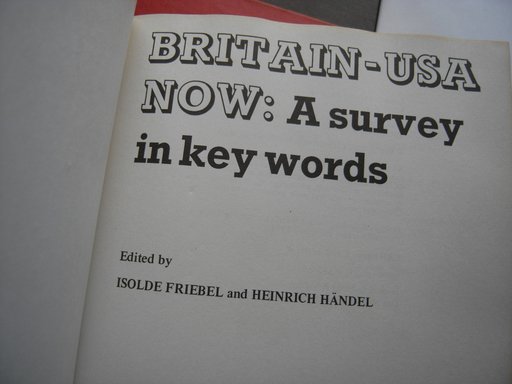 BRITAIN-USA
NOW: A survey
in key words
Edited by
ISOLDE FRIEBEL and HEINRICH HÄNDEL